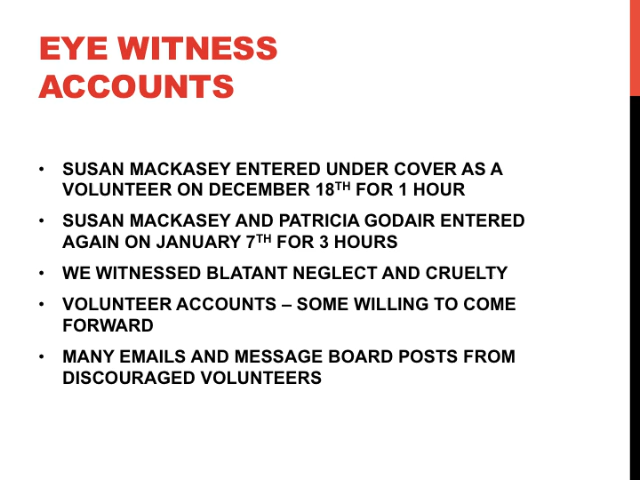 EYE WITNESS
ACCOUNTS
• SUSAN MACKASEY ENTERED UNDER COVER AS A
VOLUNTEER ON DECEMBER 18TH FOR 1 HOUR
• SUSAN MACKASEY AND PATRICIA GODAIR ENTERED
AGAIN ON JANUARY 7TH FOR 3 HOURS
• WE WITNESSED BLATANT NEGLECT AND CRUELTY
• VOLUNTEER ACCOUNTS – SOME WILLING TO COME
FORWARD
• MANY EMAILS AND MESSAGE BOARD POSTS FROM
DISCOURAGED VOLUNTEERS